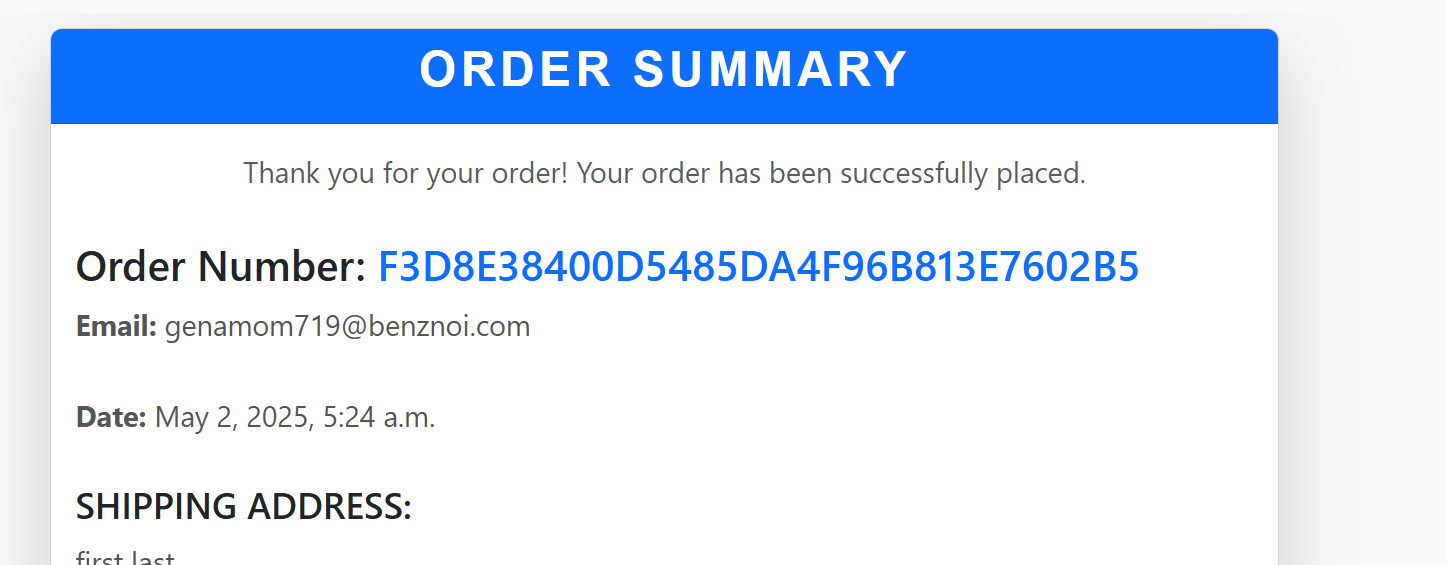 ORDER SUMMARY
Thank you for your order! Your order has been successfully placed.
Order Number: F3D8E38400D5485DA4F96B813E7602B5
Email: genamom719@benznoi.com
Date: May 2, 2025, 5:24 a.m.
SHIPPING ADDRESS:
first last